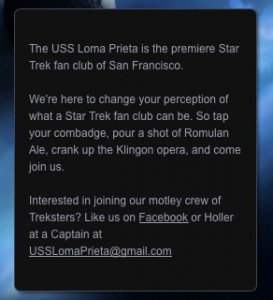 The USS Loma Prieta is the premiere Star
Trek fan club of San Francisco.
We're here to change your perception of
what a Star Trek fan club can be. So tap
your combadge, pour a shot of Romulan
Ale, crank up the Klingon opera, and come
join us.
Interested in joining our motley crew of
Treksters? Like us on Facebook or Holler
at a Captain at
USSLomaPrieta@gmail.com